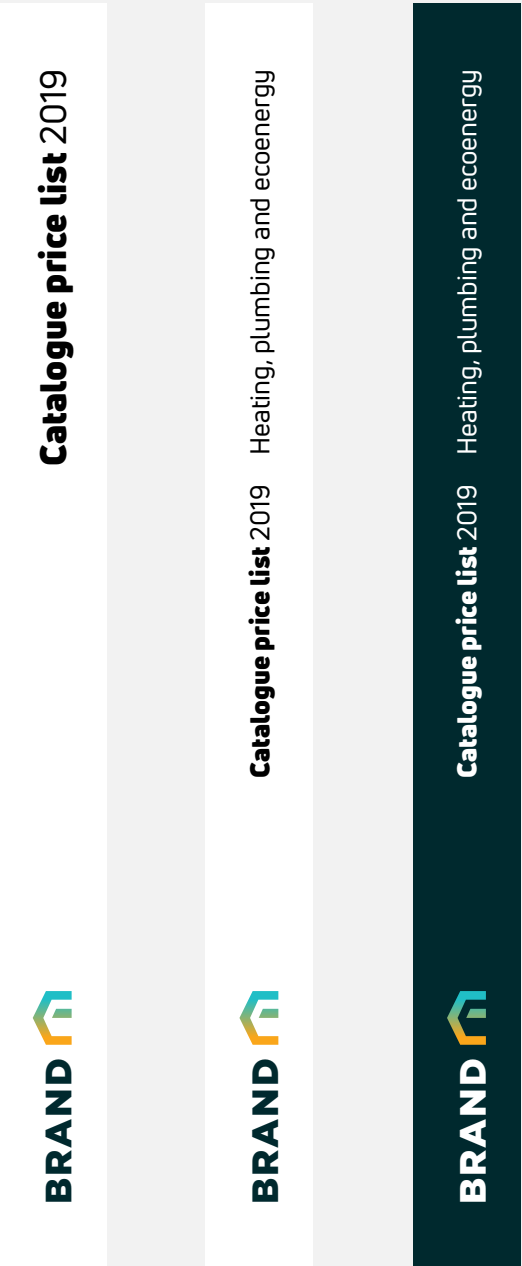 Catalogue price list 2019
BRAND
Catalogue price list 2019 Heating, plumbing and ecoenergy
BRAND
Catalogue price list 2019 Heating, plumbing and ecoenergy
BRAND